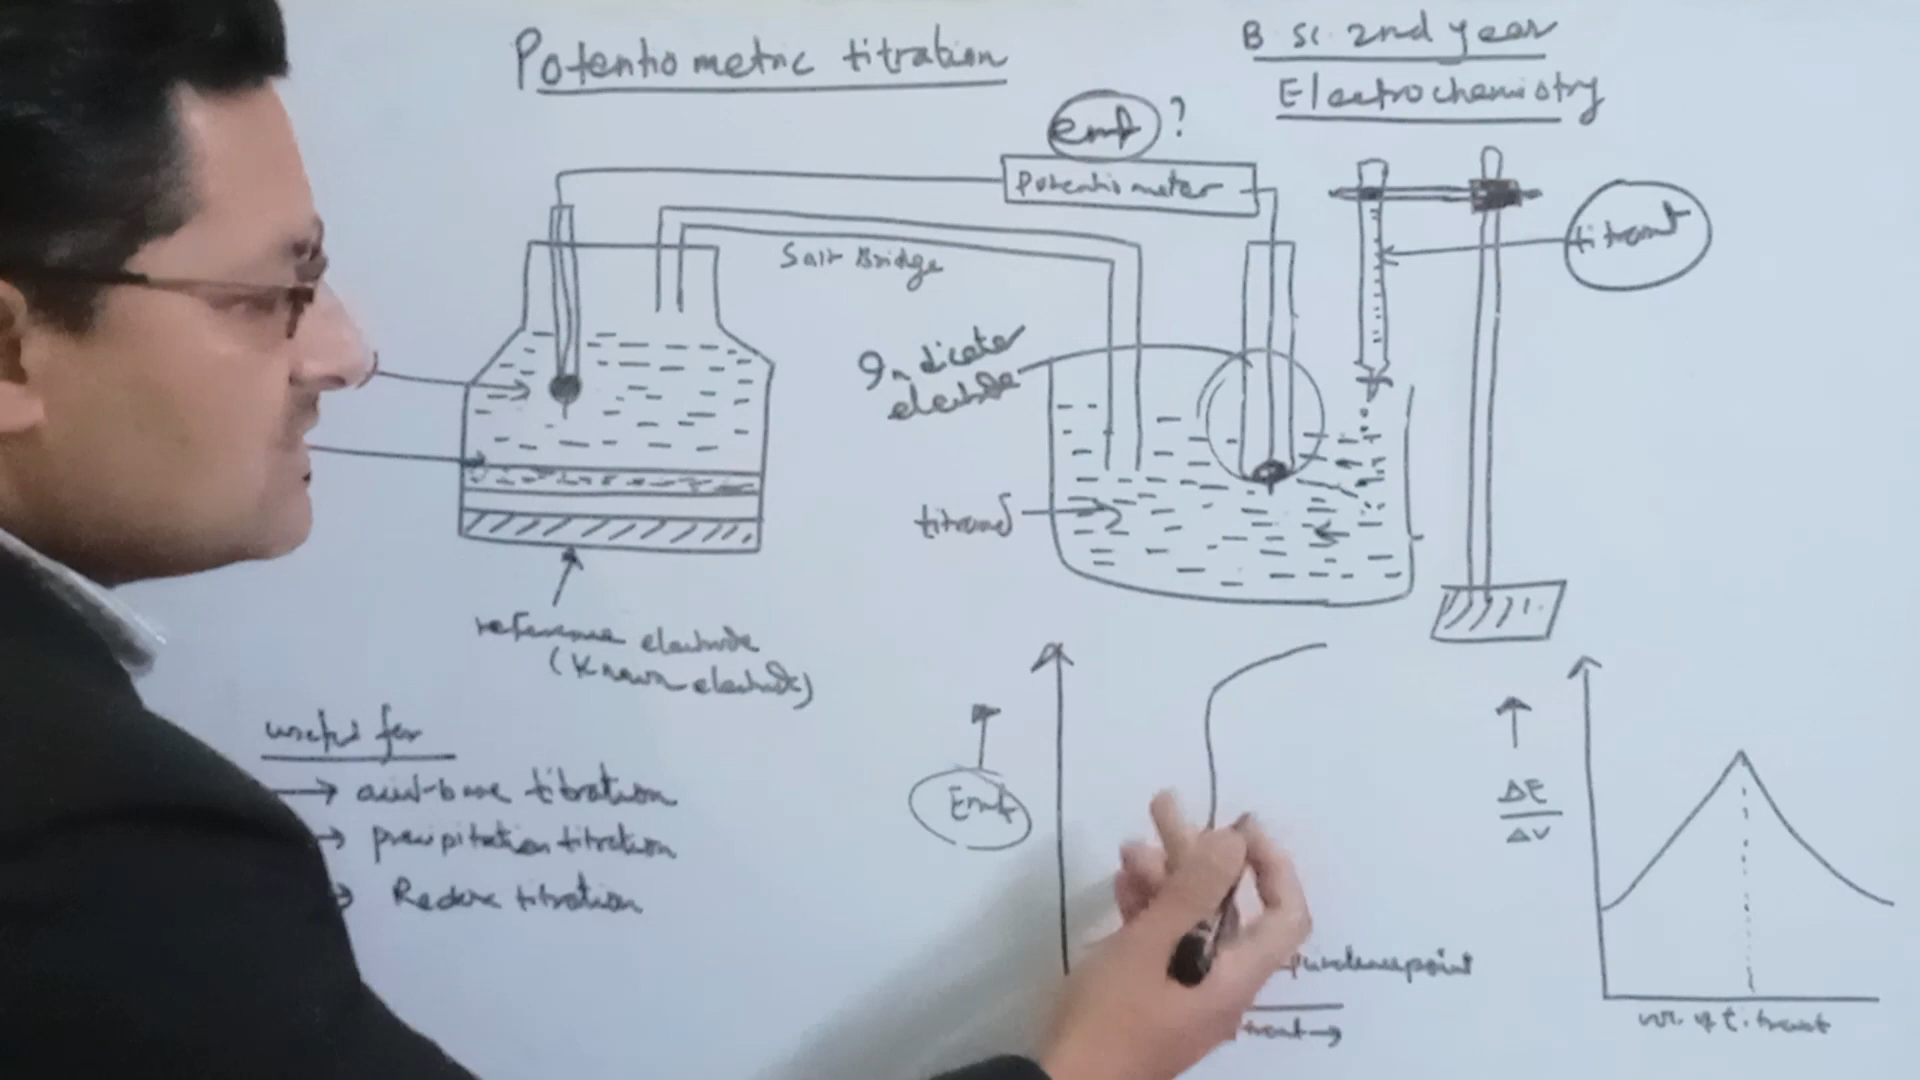 Potentiometric titration
B.Sc. 2nd year
Electrochemistry
emf ?
Potentiometer
titrant
Salt Bridge
Indicator
electrode
titrand
reference electrode
(Known electrode)
useful for
→ acid-base titration
→ precipitation titration
→ Redox titration
Emf
point
→
ΔE
ΔV
vol. of titrant